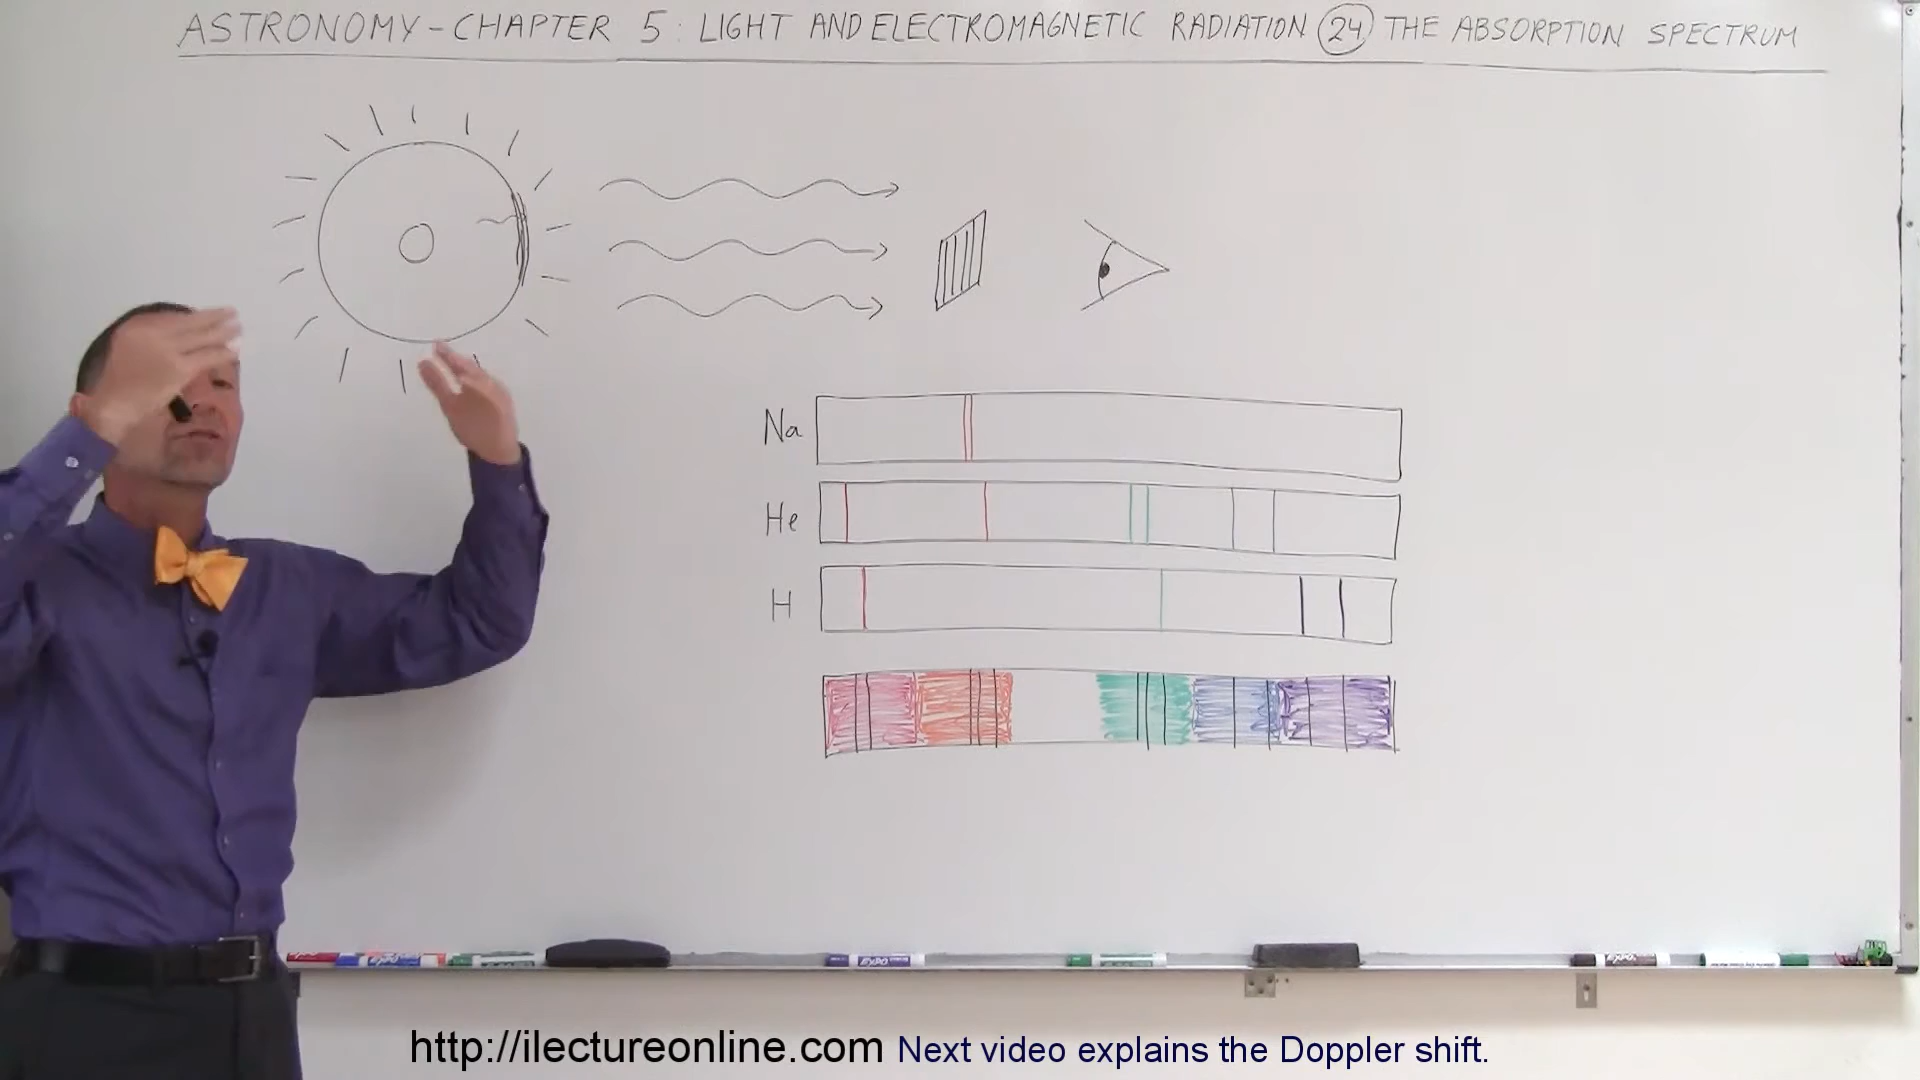 ASTRONOMY - CHAPTER 5: LIGHT AND ELECTROMAGNETIC RADIATION 24 THE ABSORPTION SPECTRUM
Na
He
H
EXPO
http://ilectureonline.com Next video explains the Doppler shift.